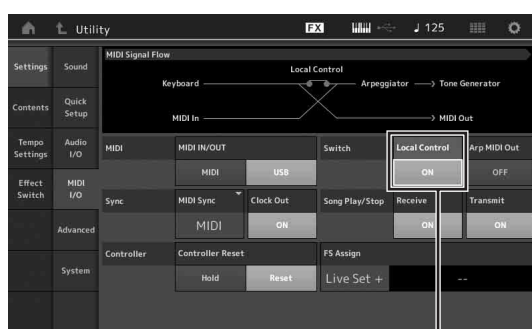 Utility
FX
♩ 125
Settings
Sound
Contents
Quick Setup
Tempo Settings
Audio I/O
Effect Switch
MIDI I/O
Advanced
System
MIDI Signal Flow
Local Control
Keyboard
Arpeggiator
Tone Generator
MIDI In
MIDI Out
MIDI
MIDI IN/OUT
MIDI
USB
Switch
Local Control
ON
Arp MIDI Out
OFF
Sync
MIDI Sync
MIDI
Clock Out
ON
Song Play/Stop
Receive
ON
Transmit
ON
Controller
Controller Reset
Hold
Reset
FS Assign
Live Set +
--